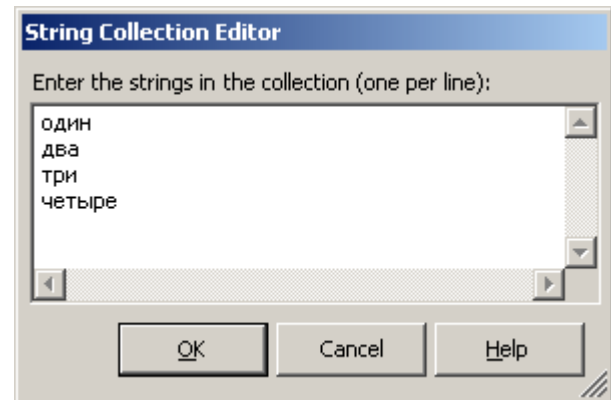 String Collection Editor
Enter the strings in the collection (one per line):
один
два
три
четыре
OK Cancel Help